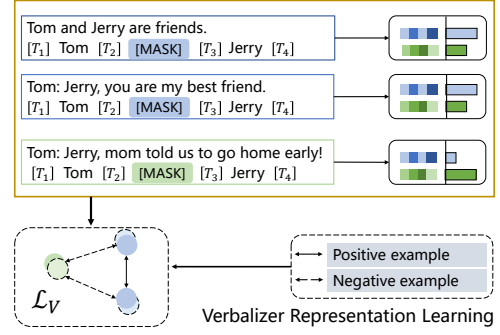 Tom and Jerry are friends.
[T₁] Tom [T₂] [MASK] [T₃] Jerry [T₄]
Tom: Jerry, you are my best friend.
[T₁] Tom [T₂] [MASK] [T₃] Jerry [T₄]
Tom: Jerry, mom told us to go home early!
[T₁] Tom [T₂] [MASK] [T₃] Jerry [T₄]
Positive example
Negative example
ℒ_V
Verbalizer Representation Learning